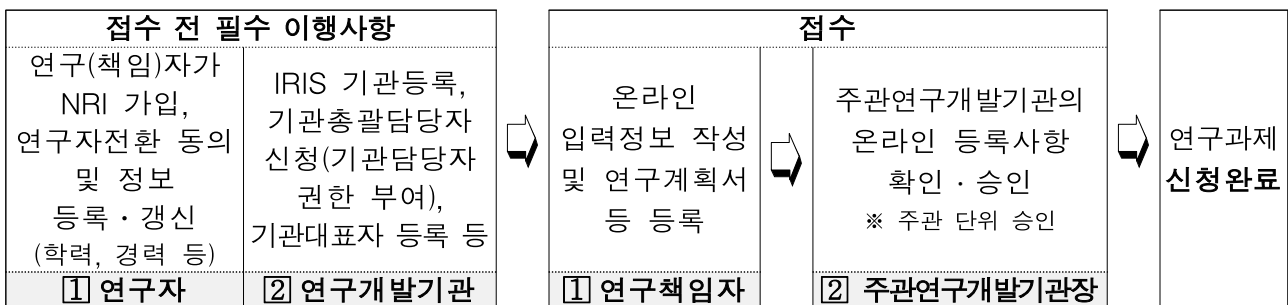 접수 전 필수 이행사항
연구(책임)자가
NRI 가입,
연구자전환 동의
및 정보
등록·갱신
(학력, 경력 등)
1 연구자
IRIS 기관등록,
기관총괄담당자
신청(기관담당자
권한 부여),
기관대표자 등록 등
2 연구개발기관
접수
온라인
입력정보 작성
및 연구계획서
등 등록
1 연구책임자
주관연구개발기관의
온라인 등록사항
확인·승인
※ 주관 단위 승인
2 주관연구개발기관장
연구과제
신청완료